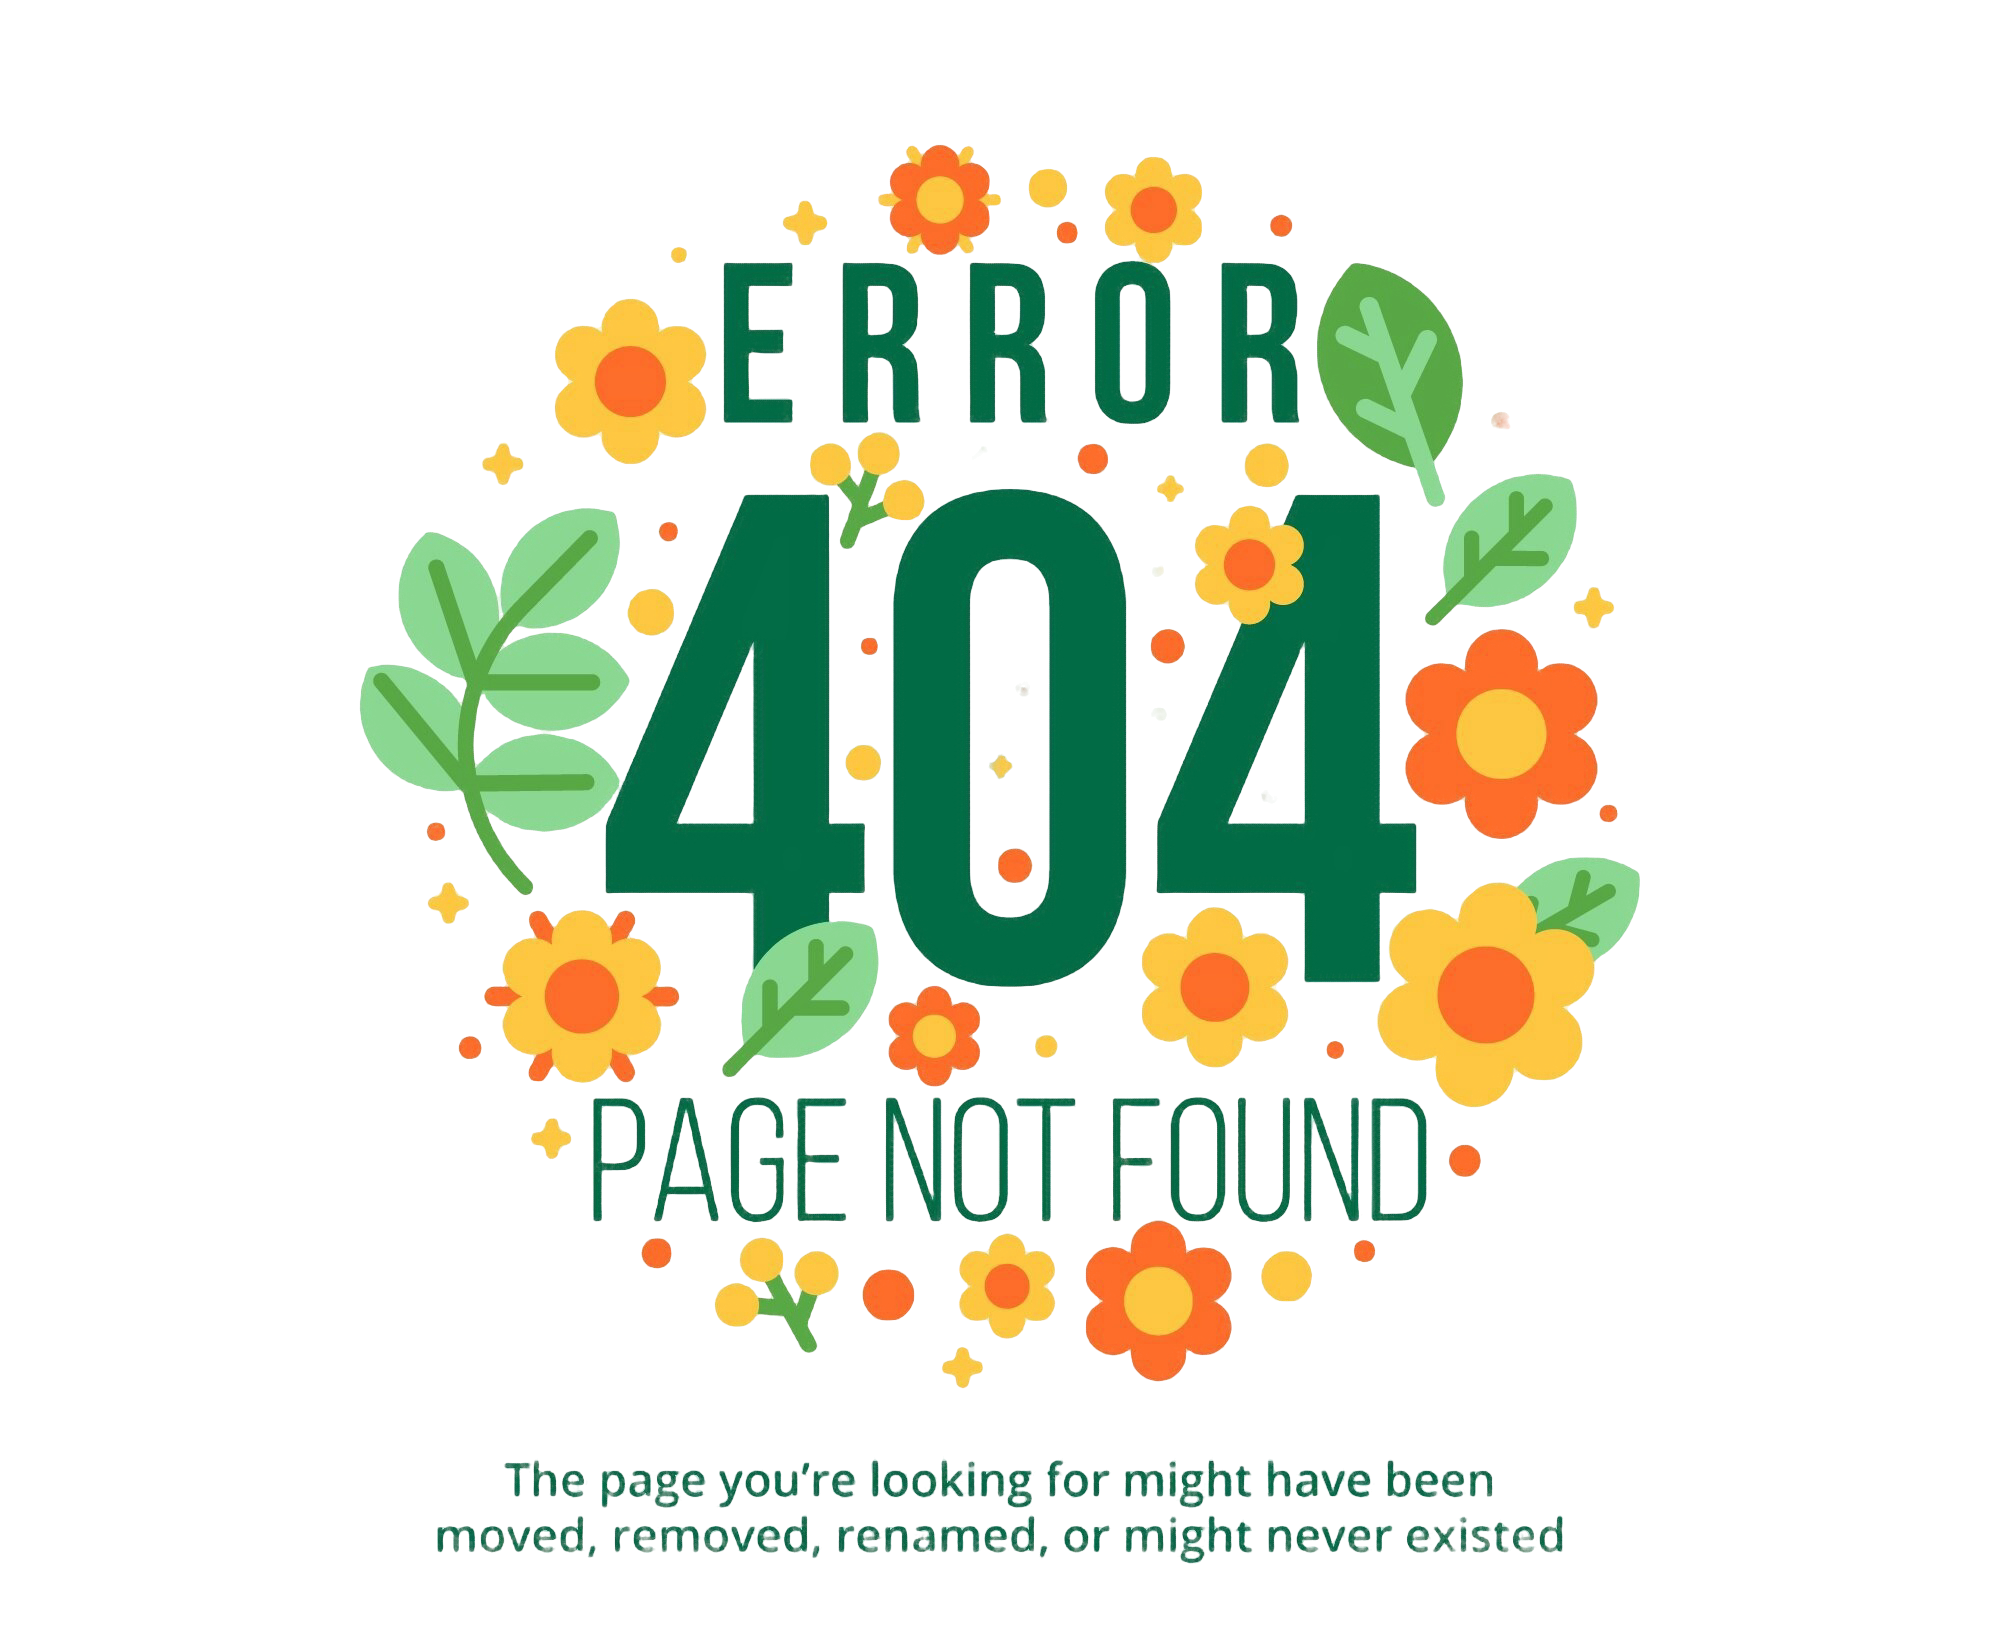 ERROR
404
PAGE NOT FOUND
The page you’re looking for might have been
moved, removed, renamed, or might never existed